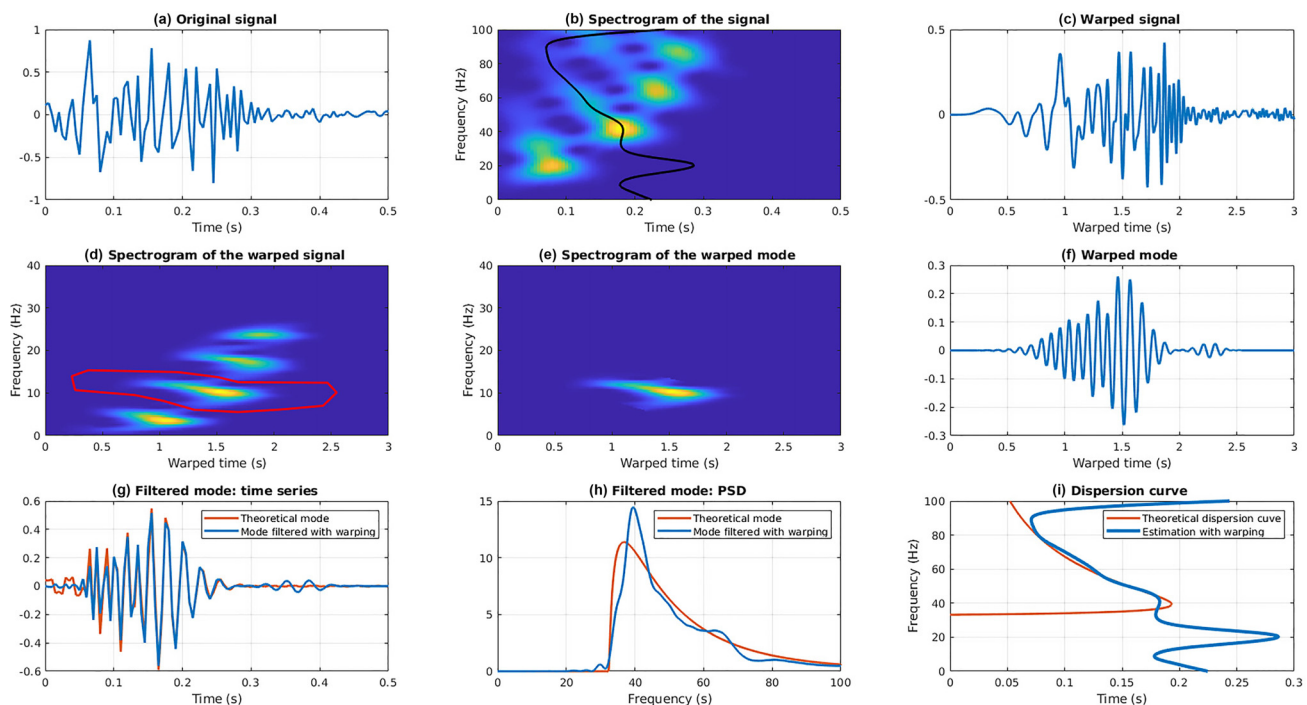 (a) Original signal
1
0.5
0
-0.5
-1
0 0.1 0.2 0.3 0.4 0.5
Time (s)
(b) Spectrogram of the signal
Frequency (Hz)
100
80
60
40
20
0
0 0.1 0.2 0.3 0.4 0.5
Time (s)
(c) Warped signal
0.5
0
-0.5
0 0.5 1 1.5 2 2.5 3
Warped time (s)
(d) Spectrogram of the warped signal
Frequency (Hz)
40
30
20
10
0
0 0.5 1 1.5 2 2.5 3
Warped time (s)
(e) Spectrogram of the warped mode
Frequency (Hz)
40
30
20
10
0
0 0.5 1 1.5 2 2.5 3
Warped time (s)
(f) Warped mode
0.3
0.2
0.1
0
-0.1
-0.2
-0.3
0 0.5 1 1.5 2 2.5 3
Warped time (s)
(g) Filtered mode: time series
0.6
0.4
0.2
0
-0.2
-0.4
-0.6
Theoretical mode
Mode filtered with warping
0 0.1 0.2 0.3 0.4 0.5
Time (s)
(h) Filtered mode: PSD
15
10
5
0
Theoretical mode
Mode filtered with warping
0 20 40 60 80 100
Frequency (s)
(i) Dispersion curve
Frequency (Hz)
100
80
60
40
20
0
Theoretical dispersion cuve
Estimation with warping
0 0.05 0.1 0.15 0.2 0.25 0.3
Time (s)